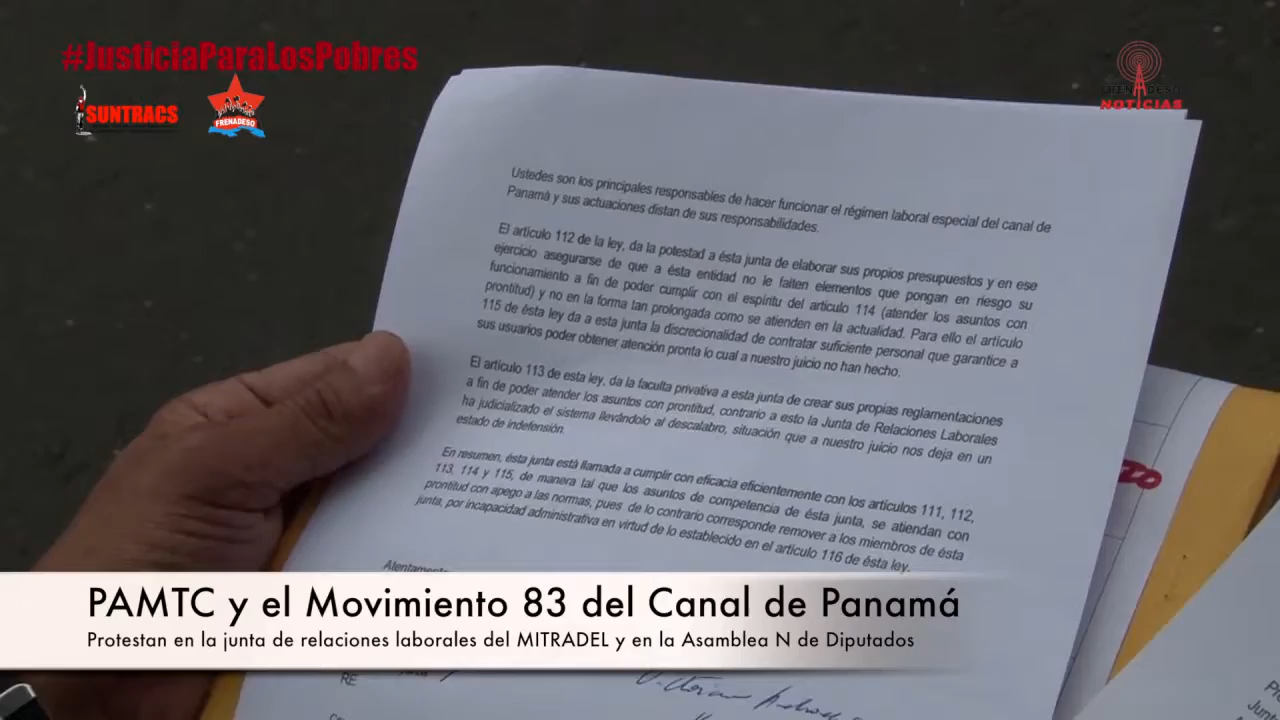 #JusticiaParaLosPobres
SUNTRACS
FRENADESO
FRENADESO
NOTICIAS
Ustedes son los principales responsables de hacer funcionar el régimen laboral especial del canal de
Panamá y sus actuaciones distan de sus responsabilidades.
El artículo 112 de la ley, da la potestad a ésta junta de elaborar sus propios presupuestos y en ese
ejercicio asegurarse de que a ésta entidad no le falten elementos que pongan en riesgo su
funcionamiento a fin de poder cumplir con el espíritu del artículo 114 (atender los asuntos con
prontitud) y no en la forma tan prolongada como se atienden en la actualidad. Para ello el artículo
115 de ésta ley da a esta junta la discrecionalidad de contratar suficiente personal que garantice a
sus usuarios poder obtener atención pronta lo cual a nuestro juicio no han hecho.
El artículo 113 de esta ley, da la faculta privativa a esta junta de crear sus propias reglamentaciones
a fin de poder atender los asuntos con prontitud, contrario a esto la Junta de Relaciones Laborales
ha judicializado el sistema llevándolo al descalabro, situación que a nuestro juicio nos deja en un
estado de indefensión.
En resumen, ésta junta está llamada a cumplir con eficacia eficientemente con los artículos 111, 112,
113, 114 y 115, de manera tal que los asuntos de competencia de ésta junta, se atiendan con
prontitud con apego a las normas, pues de lo contrario corresponde remover a los miembros de ésta
junta, por incapacidad administrativa en virtud de lo establecido en el artículo 116 de ésta ley.
Atentamente
PAMTC y el Movimiento 83 del Canal de Panamá
Protestan en la junta de relaciones laborales del MITRADEL y en la Asamblea N de Diputados
RE